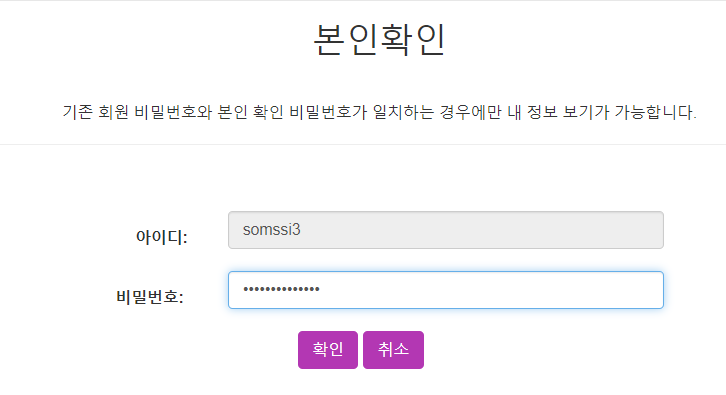 본인확인
기존 회원 비밀번호와 본인 확인 비밀번호가 일치하는 경우에만 내 정보 보기가 가능합니다.
아이디: somssi3
비밀번호: ••••••••••••••
확인 취소